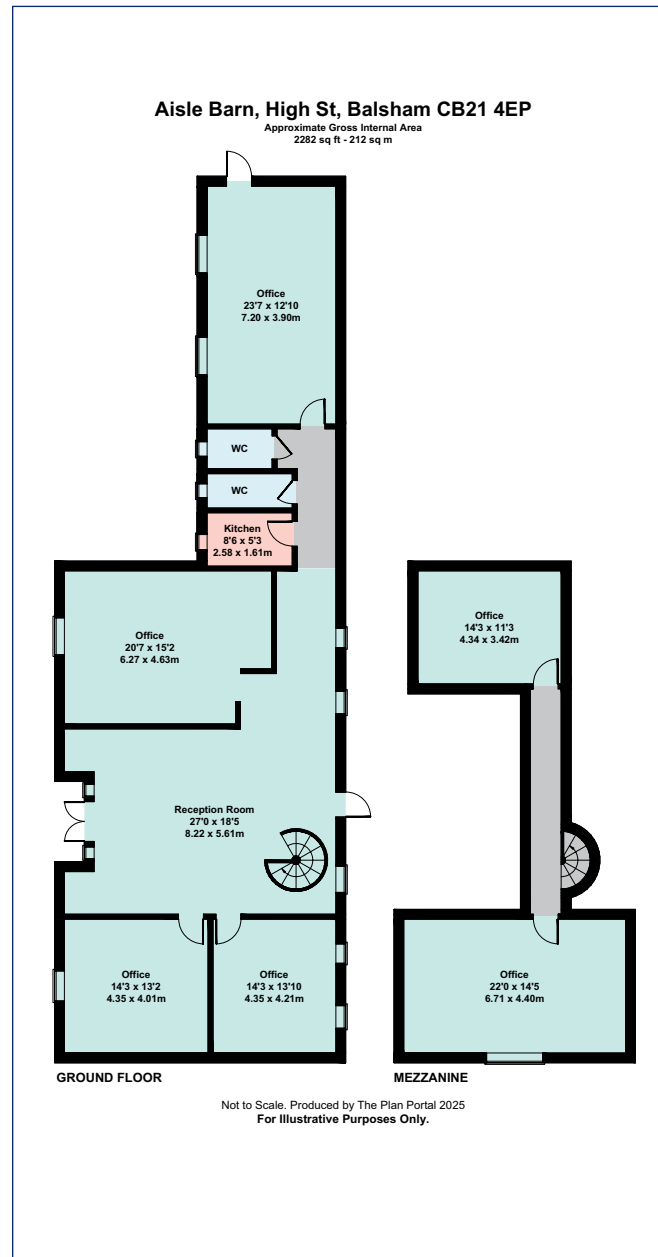 Aisle Barn, High St, Balsham CB21 4EP
Approximate Gross Internal Area
2282 sq ft - 212 sq m
Office
23'7 x 12'10
7.20 x 3.90m
WC
WC
Kitchen
8'6 x 5'3
2.58 x 1.61m
Office
20'7 x 15'2
6.27 x 4.63m
Office
14'3 x 11'3
4.34 x 3.42m
Reception Room
27'0 x 18'5
8.22 x 5.61m
Office
14'3 x 13'2
4.35 x 4.01m
Office
14'3 x 13'10
4.35 x 4.21m
Office
22'0 x 14'5
6.71 x 4.40m
GROUND FLOOR
MEZZANINE
Not to Scale. Produced by The Plan Portal 2025
For Illustrative Purposes Only.